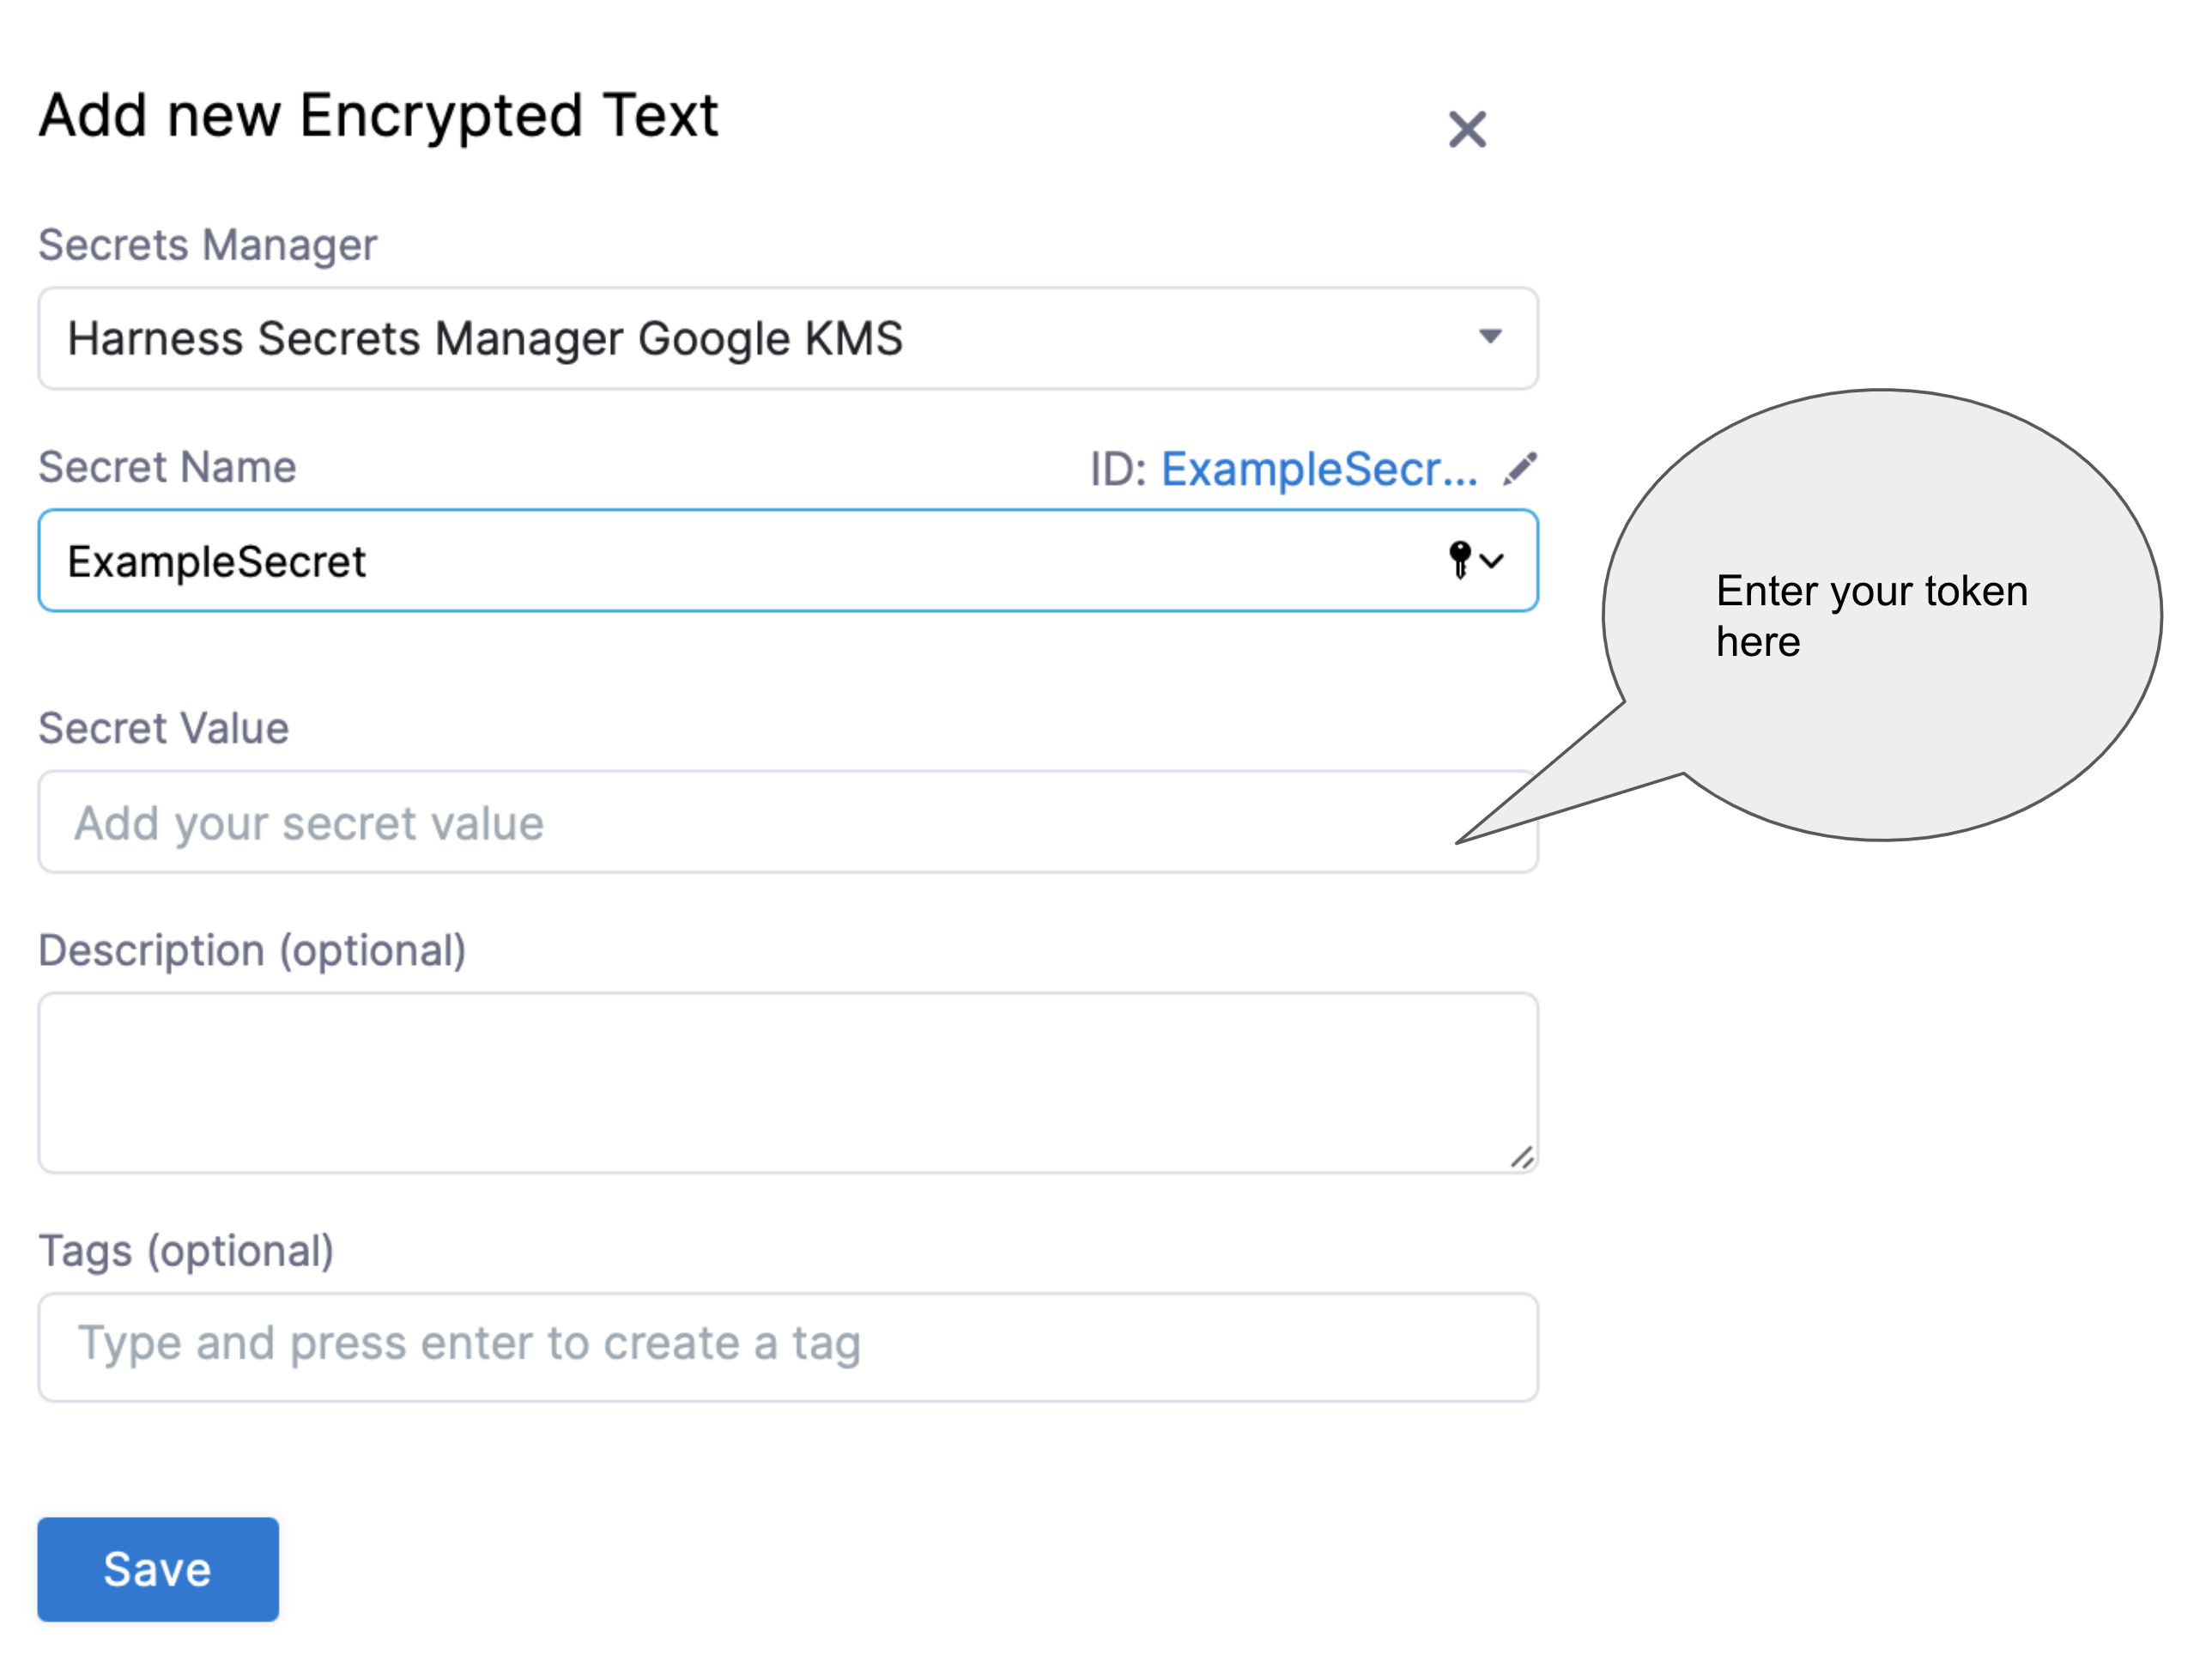 Add new Encrypted Text
Secrets Manager
Harness Secrets Manager Google KMS
Secret Name
ID: ExampleSecr...
ExampleSecret
Enter your token
here
Secret Value
Add your secret value
Description (optional)
Tags (optional)
Type and press enter to create a tag
Save